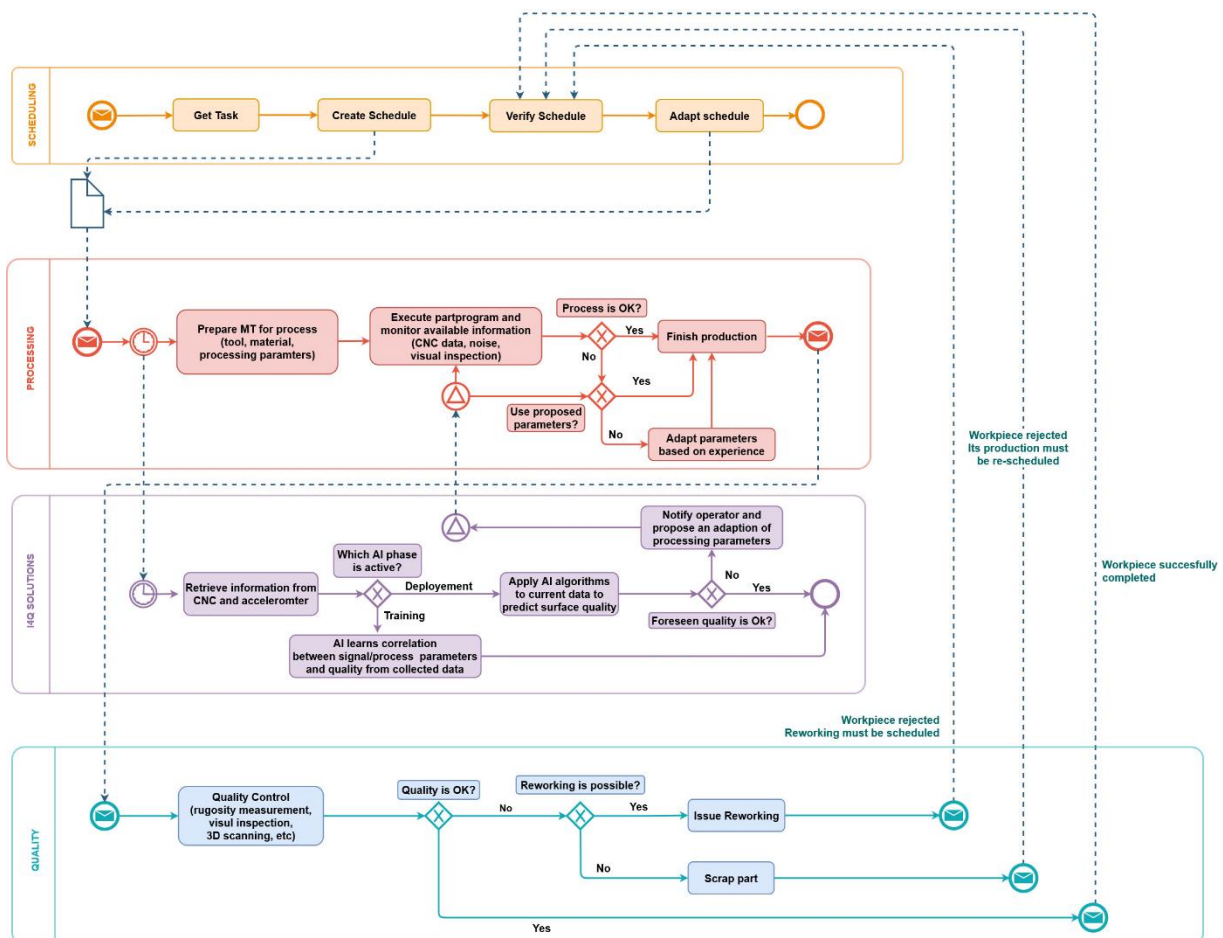 SCHEDULING
Get Task
Create Schedule
Verify Schedule
Adapt schedule
PROCESSING
Prepare MT for process
(tool, material,
processing paramters)
Execute partprogram and
monitor available information
(CNC data, noise,
visual inspection)
Process is OK?
Yes
Finish production
No
Yes
Use proposed
parameters?
No
Adapt parameters
based on experience
Workpiece rejected
Its production must
be re-scheduled
Workpiece succesfully
completed
I4Q SOLUTIONS
Notify operator and
propose an adaption of
processing parameters
Which AI phase
is active?
Retrieve information from
CNC and acceleromter
Deployement
Apply AI algorithms
to current data to
predict surface quality
No
Yes
Training
Foreseen quality is Ok?
AI learns correlation
between signal/process parameters
and quality from collected data
Workpiece rejected
Reworking must be scheduled
QUALITY
Quality Control
(rugosity measurement,
visul inspection,
3D scanning, etc)
Quality is OK?
No
Reworking is possible?
Yes
Issue Reworking
No
Scrap part
Yes